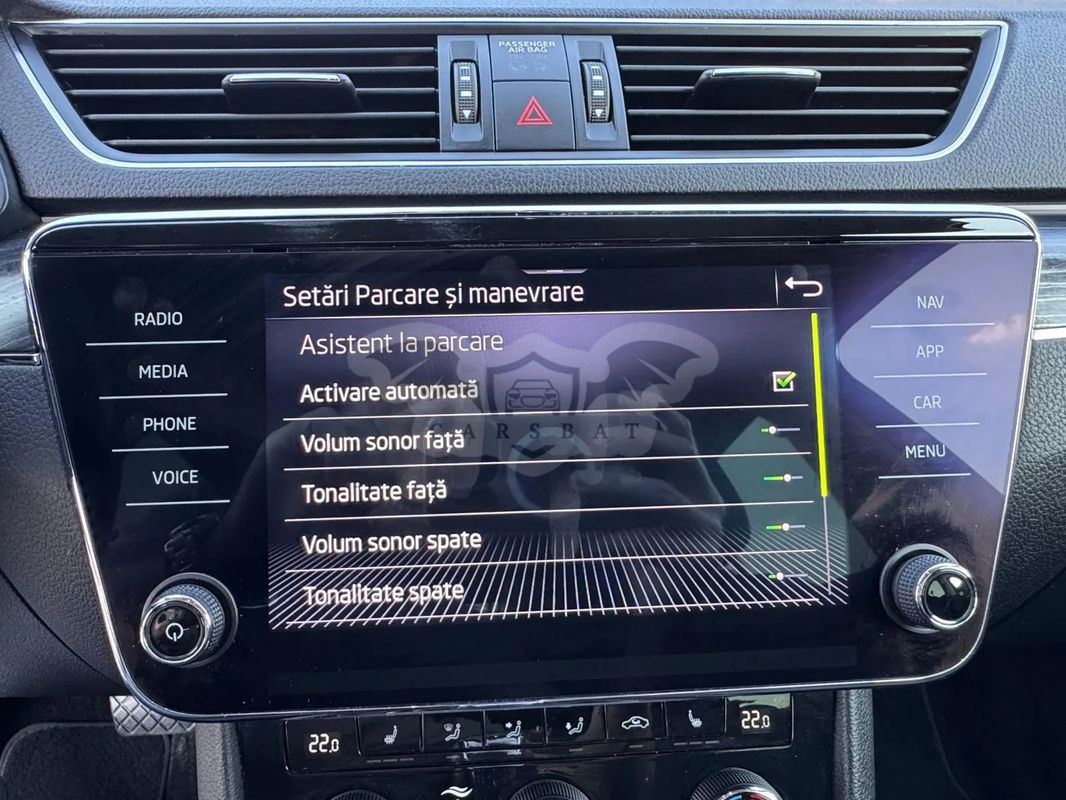 PASSENGER
AIR BAG
Setări Parcare și manevrare
Asistent la parcare
Activare automată
Volum sonor față
Tonalitate față
Volum sonor spate
Tonalitate spate
RADIO
MEDIA
PHONE
VOICE
NAV
APP
CAR
MENU
CARSBAT
22.0
22.0